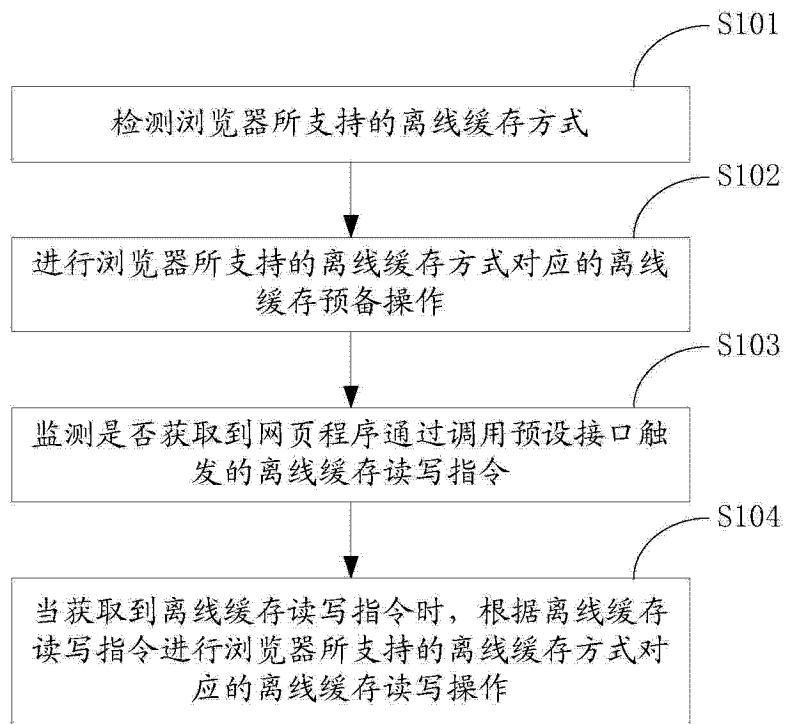 S101
检测浏览器所支持的离线缓存方式
S102
进行浏览器所支持的离线缓存方式对应的离线
缓存预备操作
S103
监测是否获取到网页程序通过调用预设接口触
发的离线缓存读写指令
S104
当获取到离线缓存读写指令时，根据离线缓存
读写指令进行浏览器所支持的离线缓存方式对
应的离线缓存读写操作